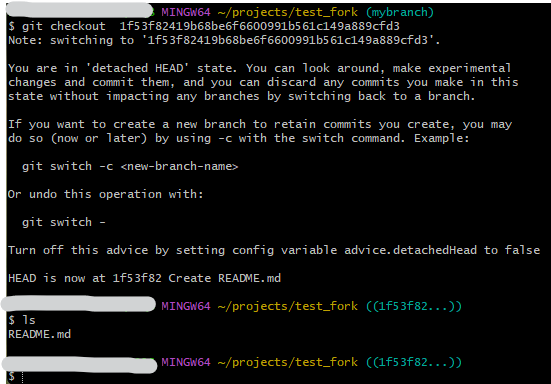 MINGW64 ~/projects/test_fork (mybranch)
$ git checkout 1f53f82419b68be6f6600991b561c149a889cfd3
Note: switching to '1f53f82419b68be6f6600991b561c149a889cfd3'.
You are in 'detached HEAD' state. You can look around, make experimental
changes and commit them, and you can discard any commits you make in this
state without impacting any branches by switching back to a branch.
If you want to create a new branch to retain commits you create, you may
do so (now or later) by using -c with the switch command. Example:
git switch -c <new-branch-name>
Or undo this operation with:
git switch -
Turn off this advice by setting config variable advice.detachedHead to false
HEAD is now at 1f53f82 Create README.md
MINGW64 ~/projects/test_fork ((1f53f82...))
$ ls
README.md
MINGW64 ~/projects/test_fork ((1f53f82...))
$